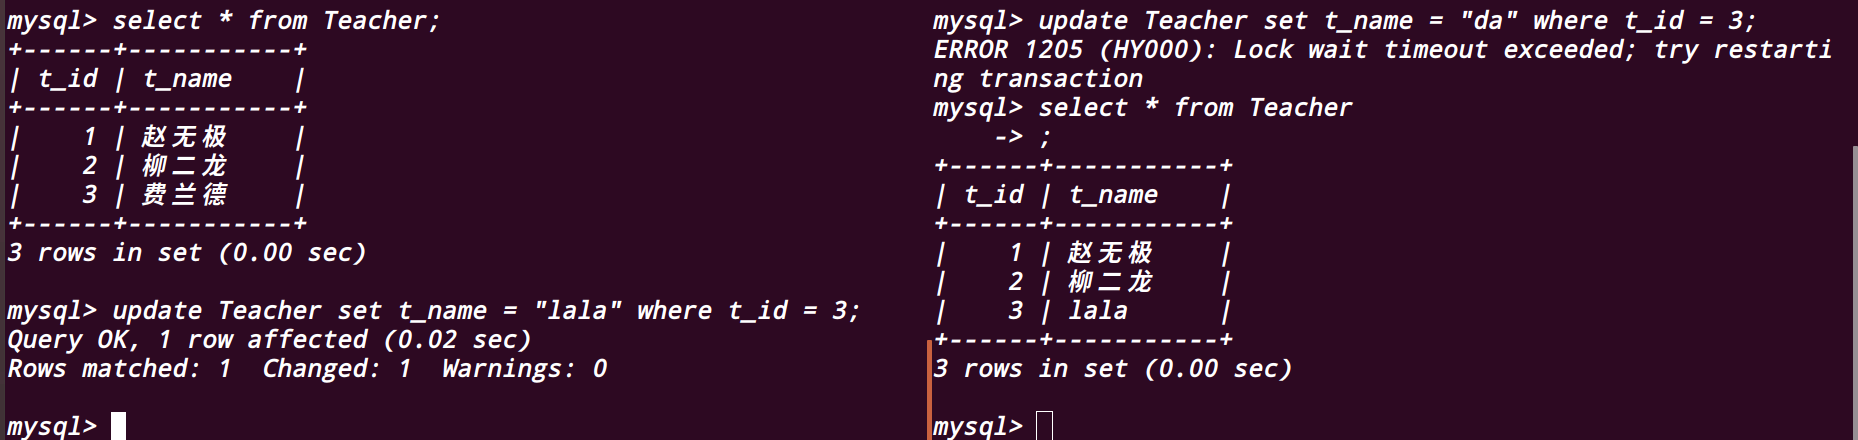 mysql> select * from Teacher;
+------+-----------+
| t_id | t_name    |
+------+-----------+
|    1 | 赵无极    |
|    2 | 柳二龙    |
|    3 | 费兰德    |
+------+-----------+
3 rows in set (0.00 sec)
mysql> update Teacher set t_name = "lala" where t_id = 3;
Query OK, 1 row affected (0.02 sec)
Rows matched: 1  Changed: 1  Warnings: 0
mysql>
mysql> update Teacher set t_name = "da" where t_id = 3;
ERROR 1205 (HY000): Lock wait timeout exceeded; try restarti
ng transaction
mysql> select * from Teacher
    -> ;
+------+-----------+
| t_id | t_name    |
+------+-----------+
|    1 | 赵无极    |
|    2 | 柳二龙    |
|    3 | lala      |
+------+-----------+
3 rows in set (0.00 sec)
mysql>